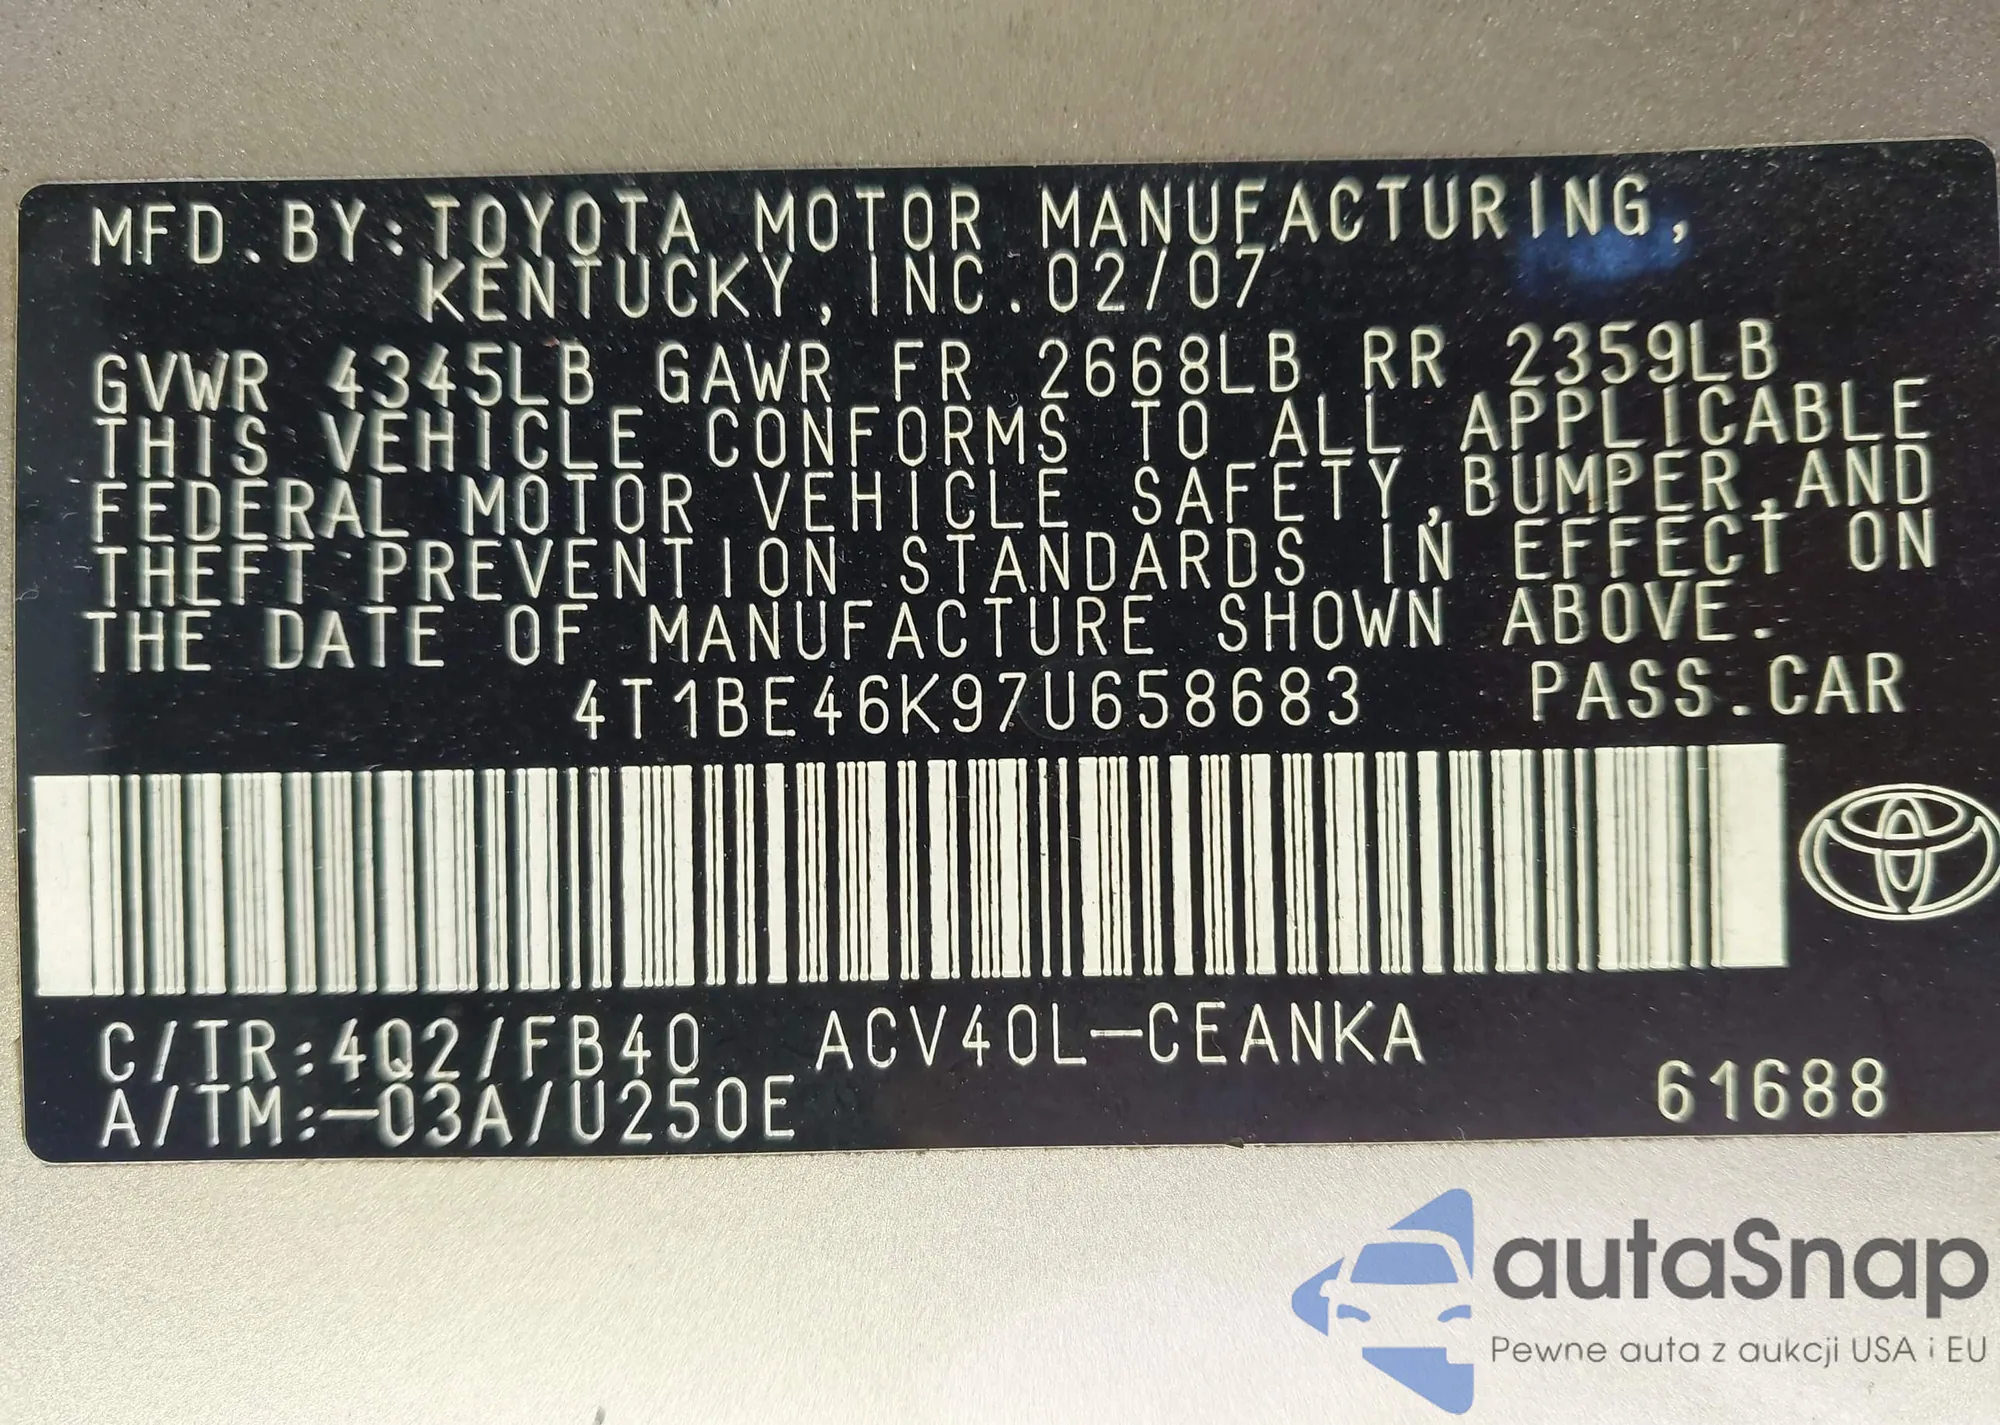 MFD.BY:TOYOTA MOTOR MANUFACTURING,
KENTUCKY,INC.02/07
GVWR 4345LB GAWR FR 2668LB RR 2359LB
THIS VEHICLE CONFORMS TO ALL APPLICABLE
FEDERAL MOTOR VEHICLE SAFETY,BUMPER,AND
THEFT PREVENTION STANDARDS IN EFFECT ON
THE DATE OF MANUFACTURE SHOWN ABOVE.
4T1BE46K97U658683 PASS.CAR
C/TR:4Q2/FB40 ACV40L-CEANKA
A/TM:-03A/U250E 61688
autaSnap
Pewne auta z aukcji USA i EU